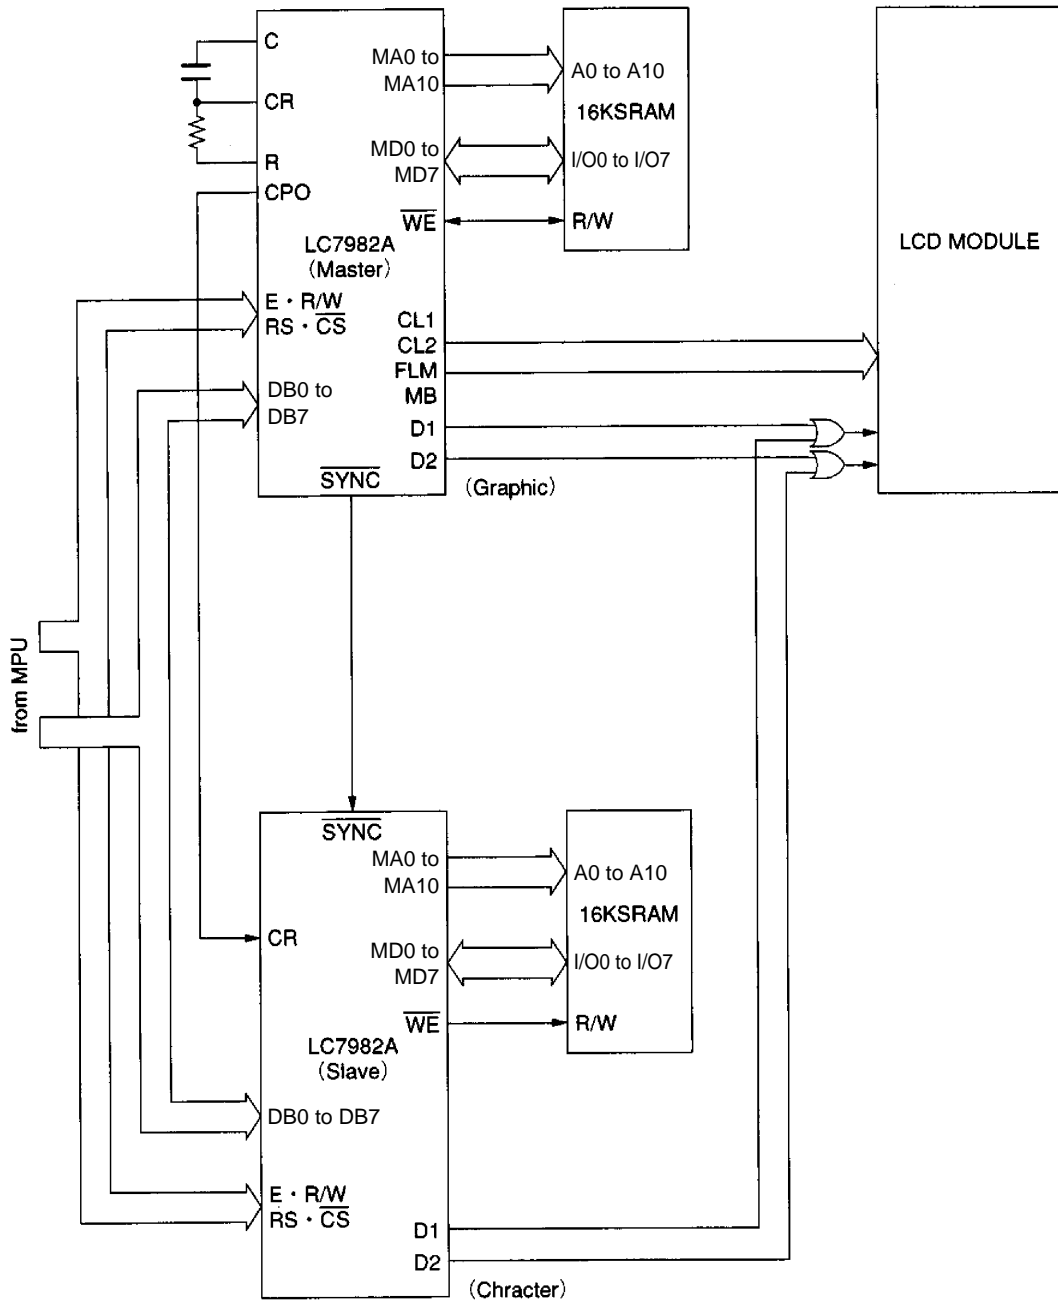 C
CR
R
CPO
MA0 to
MA10
A0 to A10
16KSRAM
MD0 to
MD7
I/O0 to I/O7
WE
R/W
LC7982A
(Master)
LCD MODULE
E · R/W
RS · CS
CL1
CL2
FLM
MB
DB0 to
DB7
D1
D2
SYNC
(Graphic)
from MPU
SYNC
MA0 to
MA10
A0 to A10
16KSRAM
CR
MD0 to
MD7
I/O0 to I/O7
WE
R/W
LC7982A
(Slave)
DB0 to DB7
E · R/W
RS · CS
D1
D2
(Chracter)